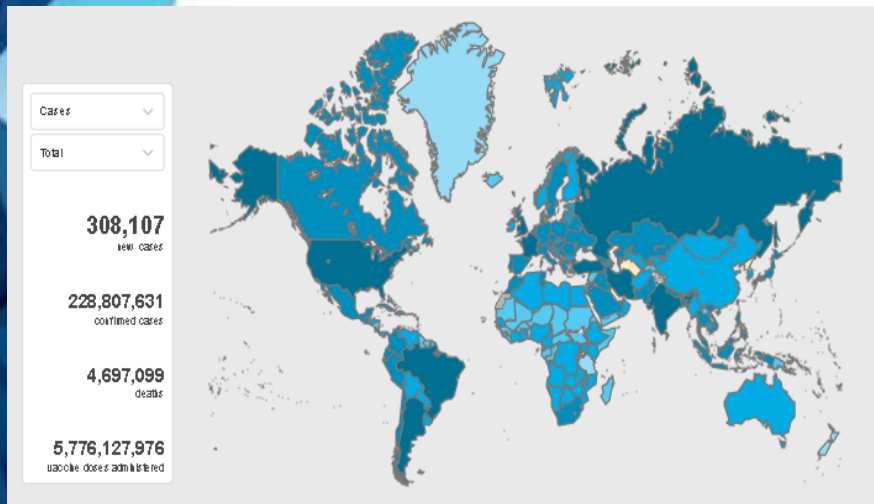 Cases
Total
308,107
new cases
228,807,631
confirmed cases
4,697,099
deaths
5,776,127,976
vaccine doses administered